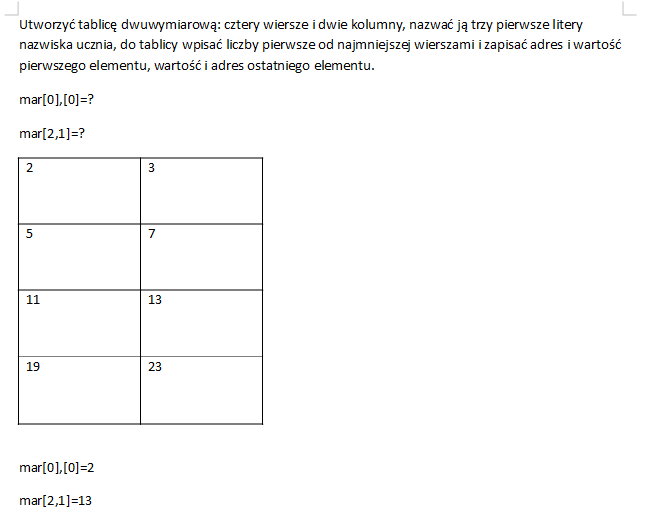 Utworzyć tablicę dwuwymiarową: cztery wiersze i dwie kolumny, nazwać ją trzy pierwsze litery
nazwiska ucznia, do tablicy wpisać liczby pierwsze od najmniejszej wierszami i zapisać adres i wartość
pierwszego elementu, wartość i adres ostatniego elementu.
mar[0],[0]=?
mar[2,1]=?
2 3
5 7
11 13
19 23
mar[0],[0]=2
mar[2,1]=13